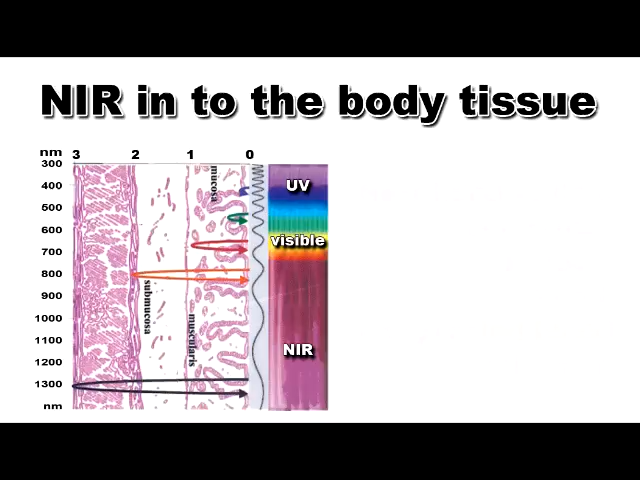 NIR in to the body tissue
nm 3 2 1 0
300
400
500
600
700
800
900
1000
1100
1200
1300
nm
mucosa
submucosa
muscularis
UV
visible
NIR